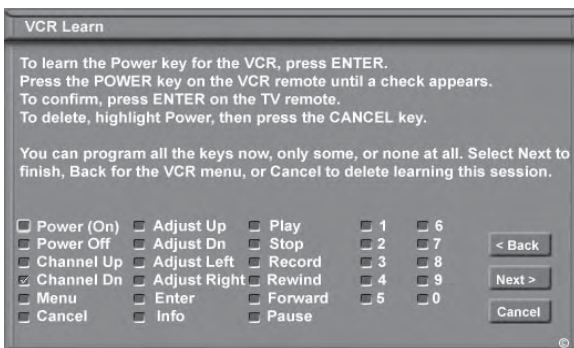 VCR Learn
To learn the Power key for the VCR, press ENTER.
Press the POWER key on the VCR remote until a check appears.
To confirm, press ENTER on the TV remote.
To delete, highlight Power, then press the CANCEL key.
You can program all the keys now, only some, or none at all. Select Next to
finish, Back for the VCR menu, or Cancel to delete learning this session.
Power (On) Adjust Up Play 1 6
Power Off Adjust Dn Stop 2 7 < Back
Channel Up Adjust Left Record 3 8
Channel Dn Adjust Right Rewind 4 9 Next >
Menu Enter Forward 5 0
Cancel Info Pause Cancel
©